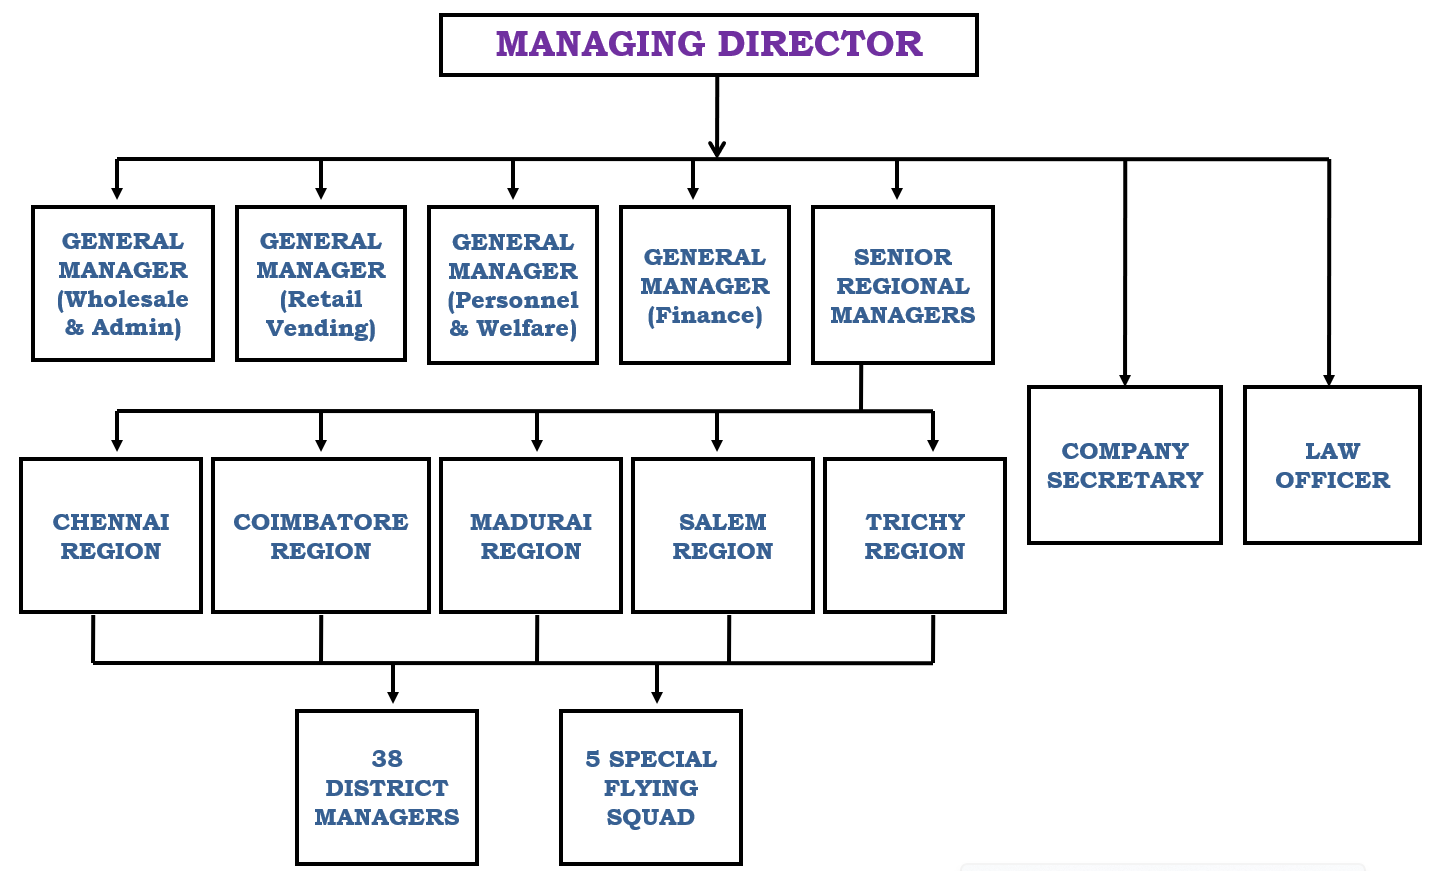 MANAGING DIRECTOR
GENERAL
MANAGER
(Wholesale
& Admin)
GENERAL
MANAGER
(Retail
Vending)
GENERAL
MANAGER
(Personnel
& Welfare)
GENERAL
MANAGER
(Finance)
SENIOR
REGIONAL
MANAGERS
COMPANY
SECRETARY
LAW
OFFICER
CHENNAI
REGION
COIMBATORE
REGION
MADURAI
REGION
SALEM
REGION
TRICHY
REGION
38
DISTRICT
MANAGERS
5 SPECIAL
FLYING
SQUAD